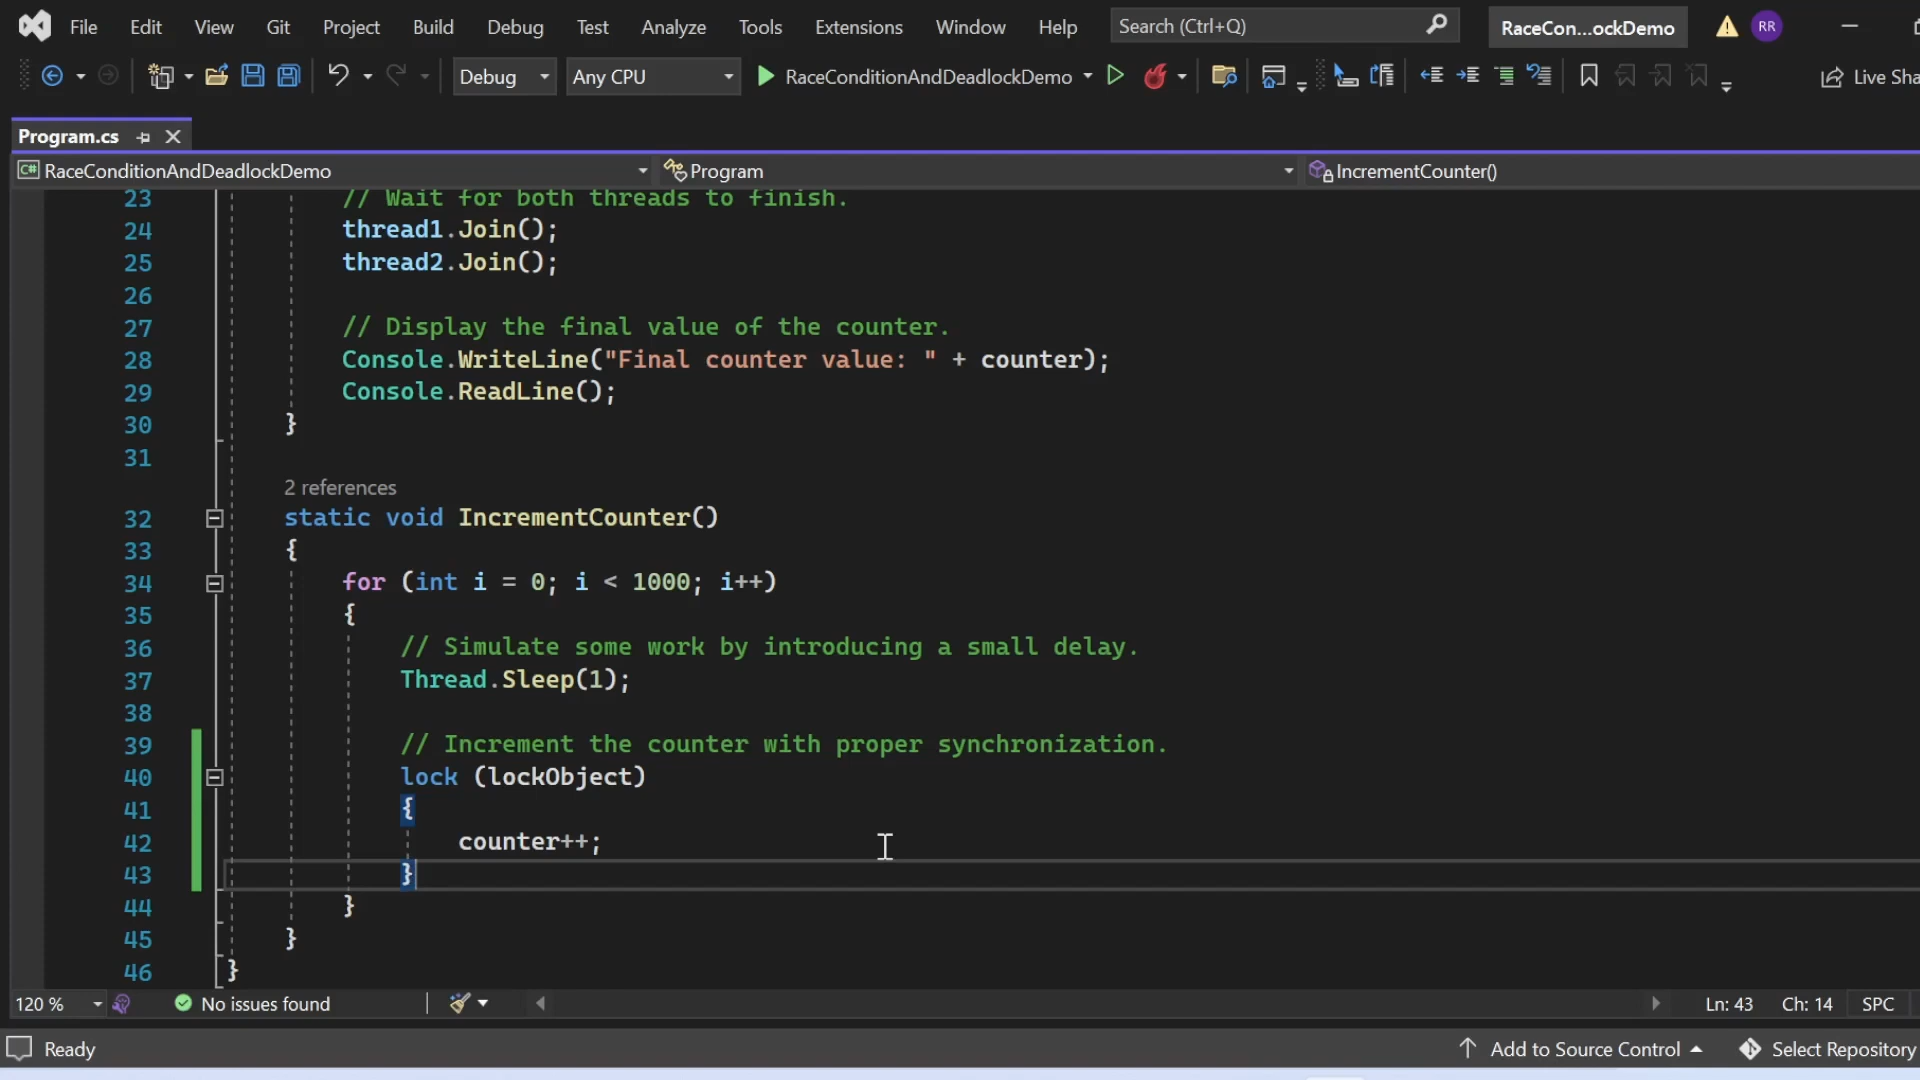 File Edit View Git Project Build Debug Test Analyze Tools Extensions Window Help Search (Ctrl+Q) RaceCon...ockDemo RR
Debug Any CPU RaceConditionAndDeadlockDemo Live Sha
Program.cs
C# RaceConditionAndDeadlockDemo Program IncrementCounter()
23 // Wait for both threads to finish.
24 thread1.Join();
25 thread2.Join();
26
27 // Display the final value of the counter.
28 Console.WriteLine("Final counter value: " + counter);
29 Console.ReadLine();
30 }
31
2 references
32 static void IncrementCounter()
33 {
34 for (int i = 0; i < 1000; i++)
35 {
36 // Simulate some work by introducing a small delay.
37 Thread.Sleep(1);
38
39 // Increment the counter with proper synchronization.
40 lock (lockObject)
41 {
42 counter++;
43 }
44 }
45 }
46 }
120 % No issues found Ln: 43 Ch: 14 SPC
Ready Add to Source Control Select Repository